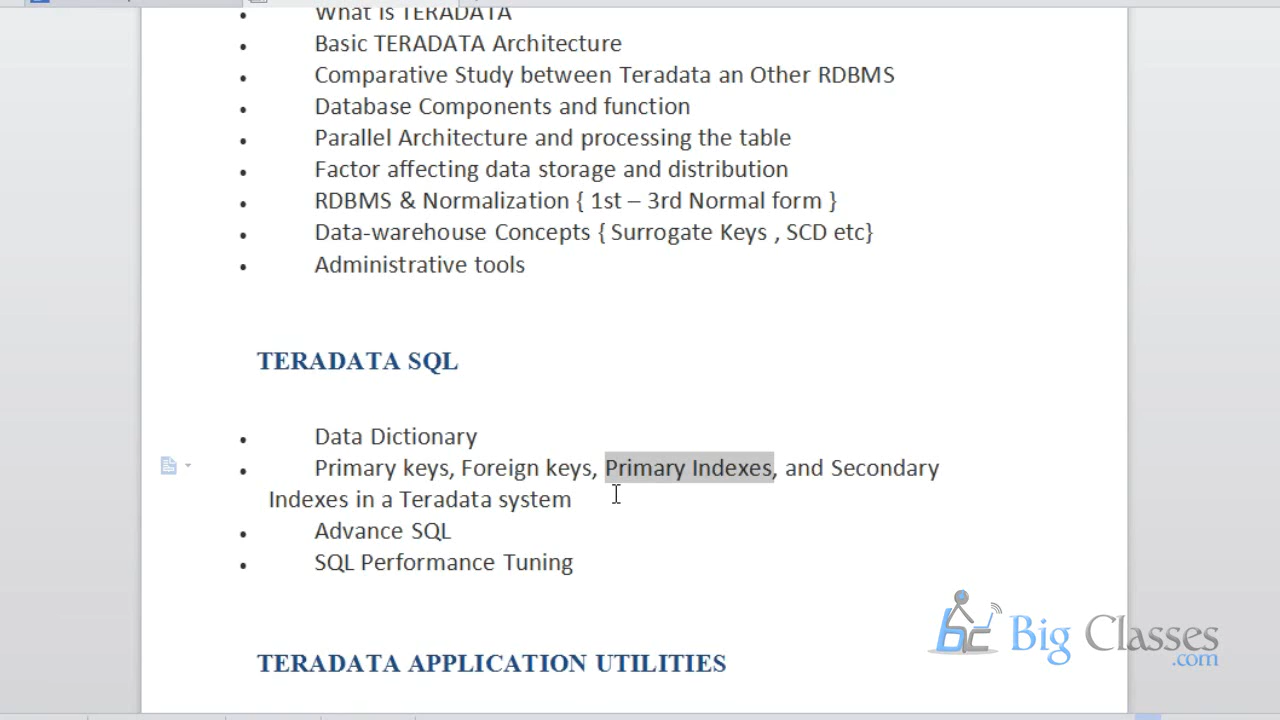 What is TERADATA
• Basic TERADATA Architecture
• Comparative Study between Teradata an Other RDBMS
• Database Components and function
• Parallel Architecture and processing the table
• Factor affecting data storage and distribution
• RDBMS & Normalization { 1st – 3rd Normal form }
• Data-warehouse Concepts { Surrogate Keys , SCD etc}
• Administrative tools
TERADATA SQL
• Data Dictionary
• Primary keys, Foreign keys, Primary Indexes, and Secondary
Indexes in a Teradata system
• Advance SQL
• SQL Performance Tuning
bc Big Classes
.com
TERADATA APPLICATION UTILITIES